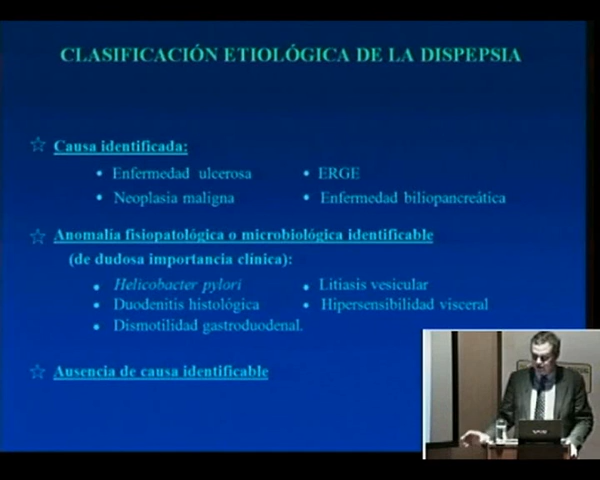 CLASIFICACIÓN ETIOLÓGICA DE LA DISPEPSIA
Causa identificada:
Enfermedad ulcerosa
ERGE
Neoplasia maligna
Enfermedad biliopancreática
Anomalía fisiopatológica o microbiológica identificable
(de dudosa importancia clínica):
Helicobacter pylori
Litiasis vesicular
Duodenitis histológica
Hipersensibilidad visceral
Dismotilidad gastroduodenal.
Ausencia de causa identificable